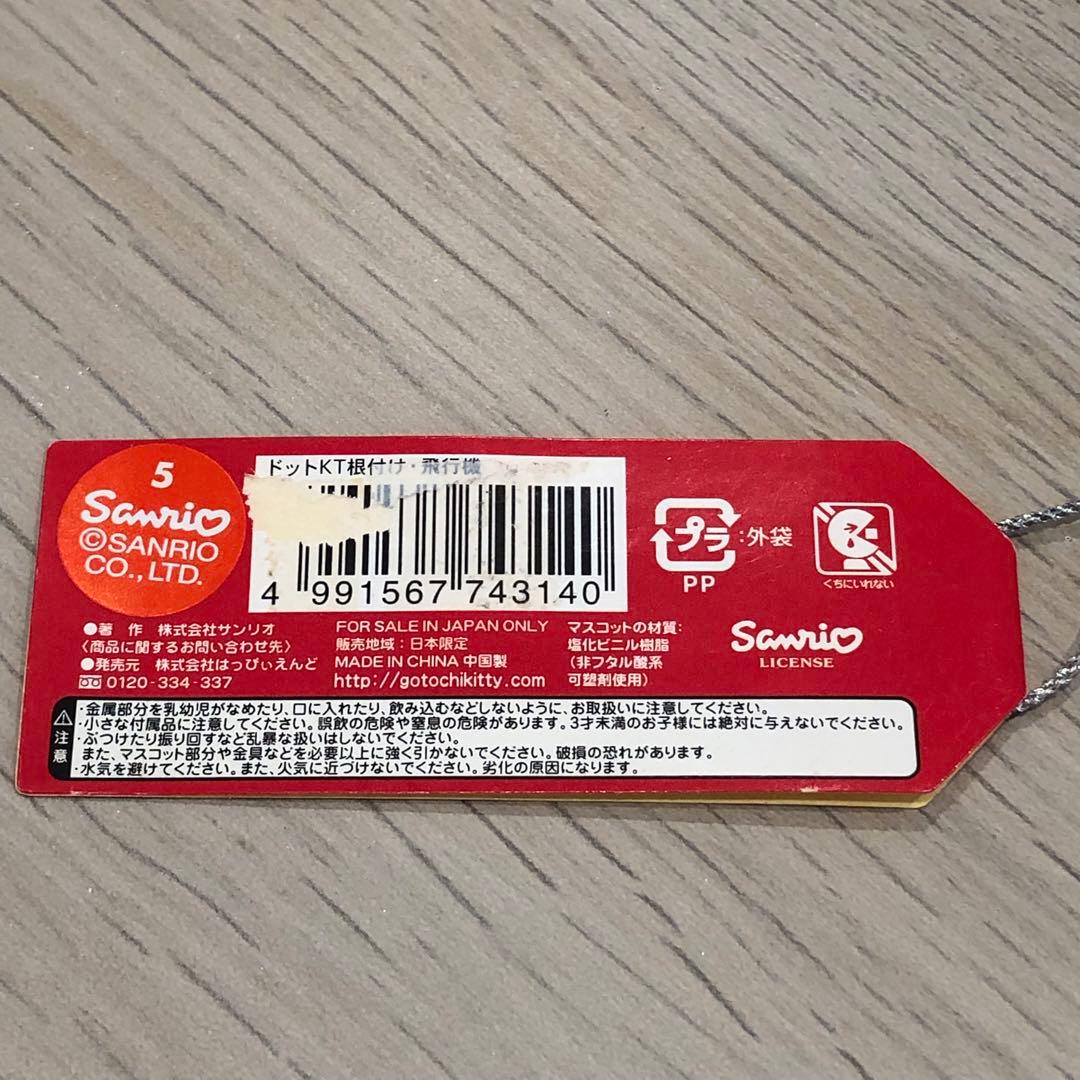 5
Sanrio
©SANRIO
CO., LTD.
ドットKT根付け・飛行機
4 991567 743140
プラ
:外袋
PP
くちにいれない
●著 作 株式会社サンリオ
〈商品に関するお問い合わせ先〉
●発売元 株式会社はっぴぃえんど
0120-334-337
FOR SALE IN JAPAN ONLY
販売地域：日本限定
MADE IN CHINA 中国製
http://gotochikitty.com
マスコットの材質:
塩化ビニル樹脂
(非フタル酸系
可塑剤使用)
Sanrio
LICENSE
注意
・金属部分を乳幼児がなめたり、口に入れたり、飲み込むなどしないように、お取扱いに注意してください。
・小さな付属品に注意してください。誤飲の危険や窒息の危険があります。3才未満のお子様には絶対に与えないでください。
・ぶつけたり振り回すなど乱暴な扱いはしないでください。
また、マスコット部分や金具などを必要以上に強く引かないでください。破損の恐れがあります。
・水気を避けてください。また、火気に近づけないでください。劣化の原因になります。